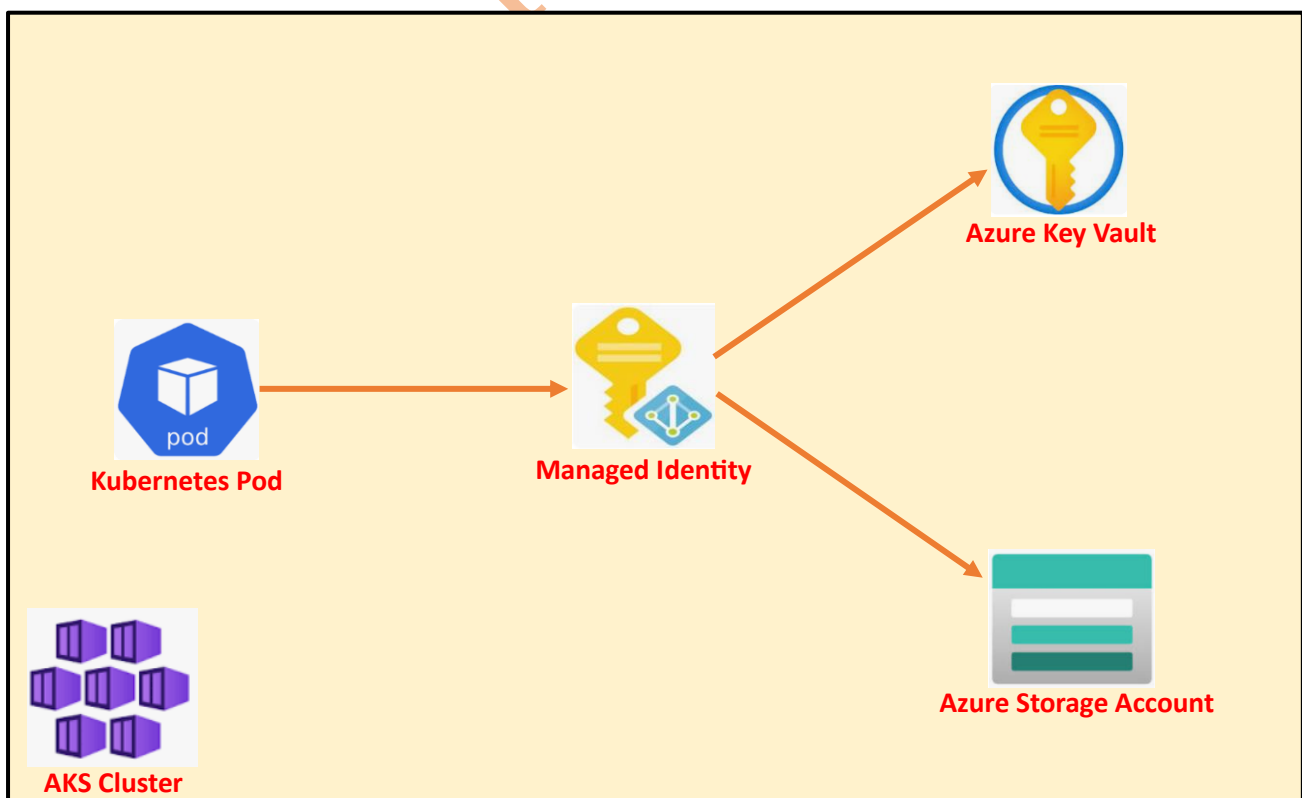 Azure Key Vault
pod
Kubernetes Pod
Managed Identity
Azure Storage Account
AKS Cluster